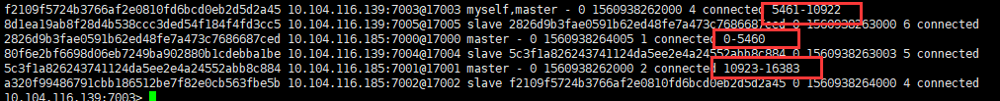 f2109f5724b3766af2e0810fd6bcd0eb2d5d2a45 10.104.116.139:7003@17003 myself,master - 0 1560938262000 4 connected 5461-10922
8d1ea19ab8f28d4b538ccc3ded54f184f4fd3cc5 10.104.116.139:7005@17005 slave 2826d9b3fae0591b62ed48fe7a473c7686687ced 0 1560938263000 6 connected
2826d9b3fae0591b62ed48fe7a473c7686687ced 10.104.116.185:7000@17000 master - 0 1560938264005 1 connected 0-5460
80f6e2bf6698d06eb7249ba902880b1cdebba1be 10.104.116.139:7004@17004 slave 5c3f1a826243741124da5ee2e4a24552abb8c884 0 1560938263003 5 connected
5c3f1a826243741124da5ee2e4a24552abb8c884 10.104.116.185:7001@17001 master - 0 1560938262000 2 connected 10923-16383
a320f99486791cbb186512be7f82e0cb563fbe5b 10.104.116.185:7002@17002 slave f2109f5724b3766af2e0810fd6bcd0eb2d5d2a45 0 1560938264000 4 connected
10.104.116.139:7003>